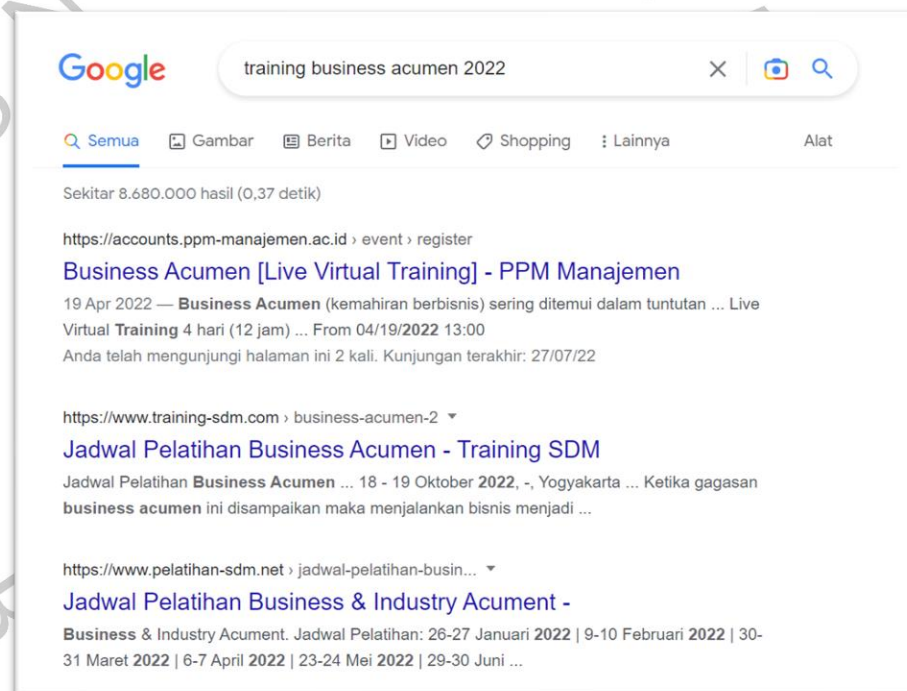 Google
training business acumen 2022
Semua Gambar Berita Video Shopping Lainnya Alat
Sekitar 8.680.000 hasil (0,37 detik)
https://accounts.ppm-manajemen.ac.id › event › register
Business Acumen [Live Virtual Training] - PPM Manajemen
19 Apr 2022 — Business Acumen (kemahiran berbisnis) sering ditemui dalam tuntutan ... Live
Virtual Training 4 hari (12 jam) ... From 04/19/2022 13:00
Anda telah mengunjungi halaman ini 2 kali. Kunjungan terakhir: 27/07/22
https://www.training-sdm.com › business-acumen-2
Jadwal Pelatihan Business Acumen - Training SDM
Jadwal Pelatihan Business Acumen ... 18 - 19 Oktober 2022, -, Yogyakarta ... Ketika gagasan
business acumen ini disampaikan maka menjalankan bisnis menjadi ...
https://www.pelatihan-sdm.net › jadwal-pelatihan-busin...
Jadwal Pelatihan Business & Industry Acument -
Business & Industry Acument. Jadwal Pelatihan: 26-27 Januari 2022 | 9-10 Februari 2022 | 30-
31 Maret 2022 | 6-7 April 2022 | 23-24 Mei 2022 | 29-30 Juni ...